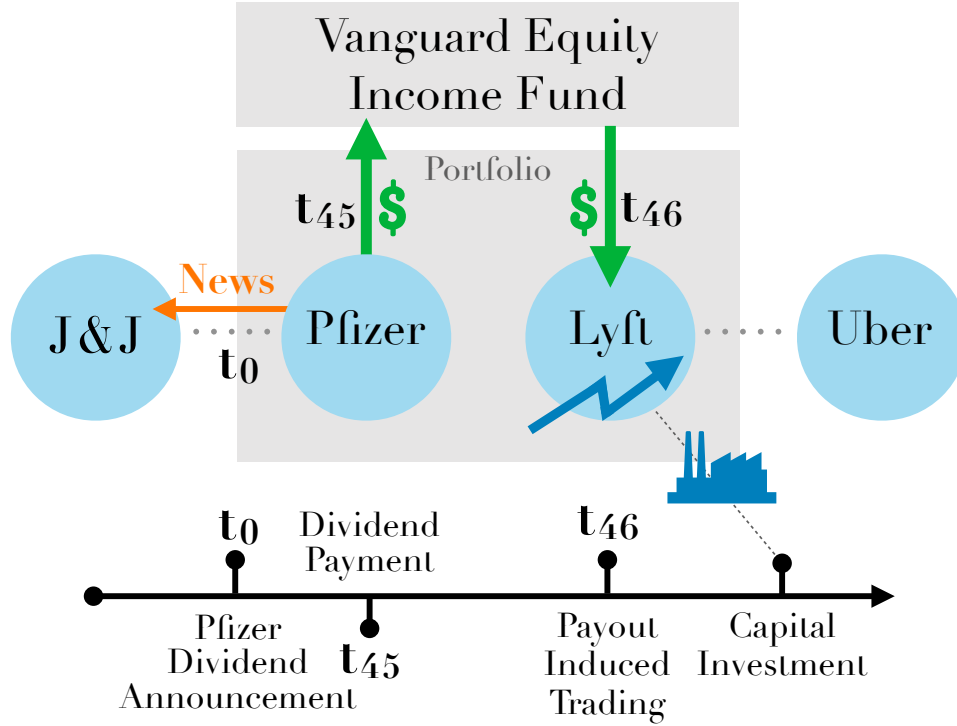 Vanguard Equity
Income Fund
Portfolio
t45 $
$ t46
News
J&J
Pfizer
Lyft
Uber
t0
t0
Dividend
Payment
t46
Pfizer
Dividend
Announcement
t45
Payout
Induced
Trading
Capital
Investment